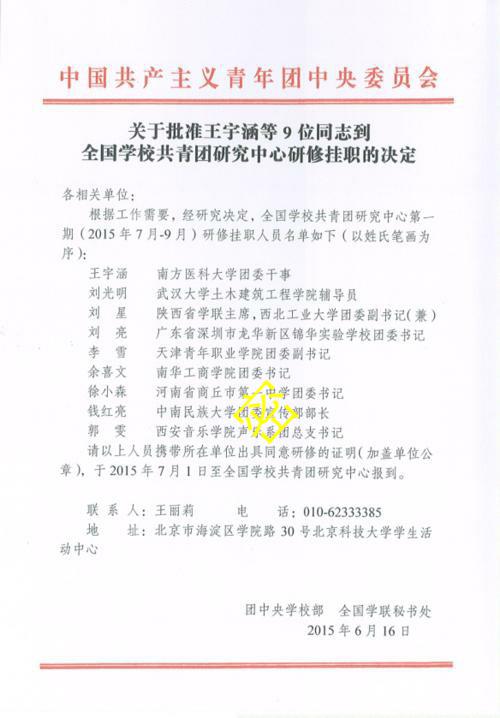 中国共产主义青年团中央委员会
关于批准王宇涵等9位同志到
全国学校共青团研究中心研修挂职的决定
各相关单位：
根据工作需要，经研究决定，全国学校共青团研究中心第一
期（2015年7月-9月）研修挂职人员名单如下（以姓氏笔画为
序）：
王宇涵 南方医科大学团委干事
刘光明 武汉大学土木建筑工程学院辅导员
刘 星 陕西省学联主席，西北工业大学团委副书记（兼）
刘 亮 广东省深圳市龙华新区锦华实验学校团委书记
李 雪 天津青年职业学院团委副书记
余喜文 南华工商学院团委书记
徐小森 河南省商丘市第一中学团委书记
钱红亮 中南民族大学团委宣传部部长
郭 雯 西安音乐学院声乐系团总支书记
请以上人员携带所在单位出具同意研修的证明（加盖单位公
章），于2015年7月1日至全国学校共青团研究中心报到。
联 系 人：王丽莉 电 话：010-62333385
地 址：北京市海淀区学院路30号北京科技大学学生活
动中心
团中央学校部 全国学联秘书处
2015年6月16日